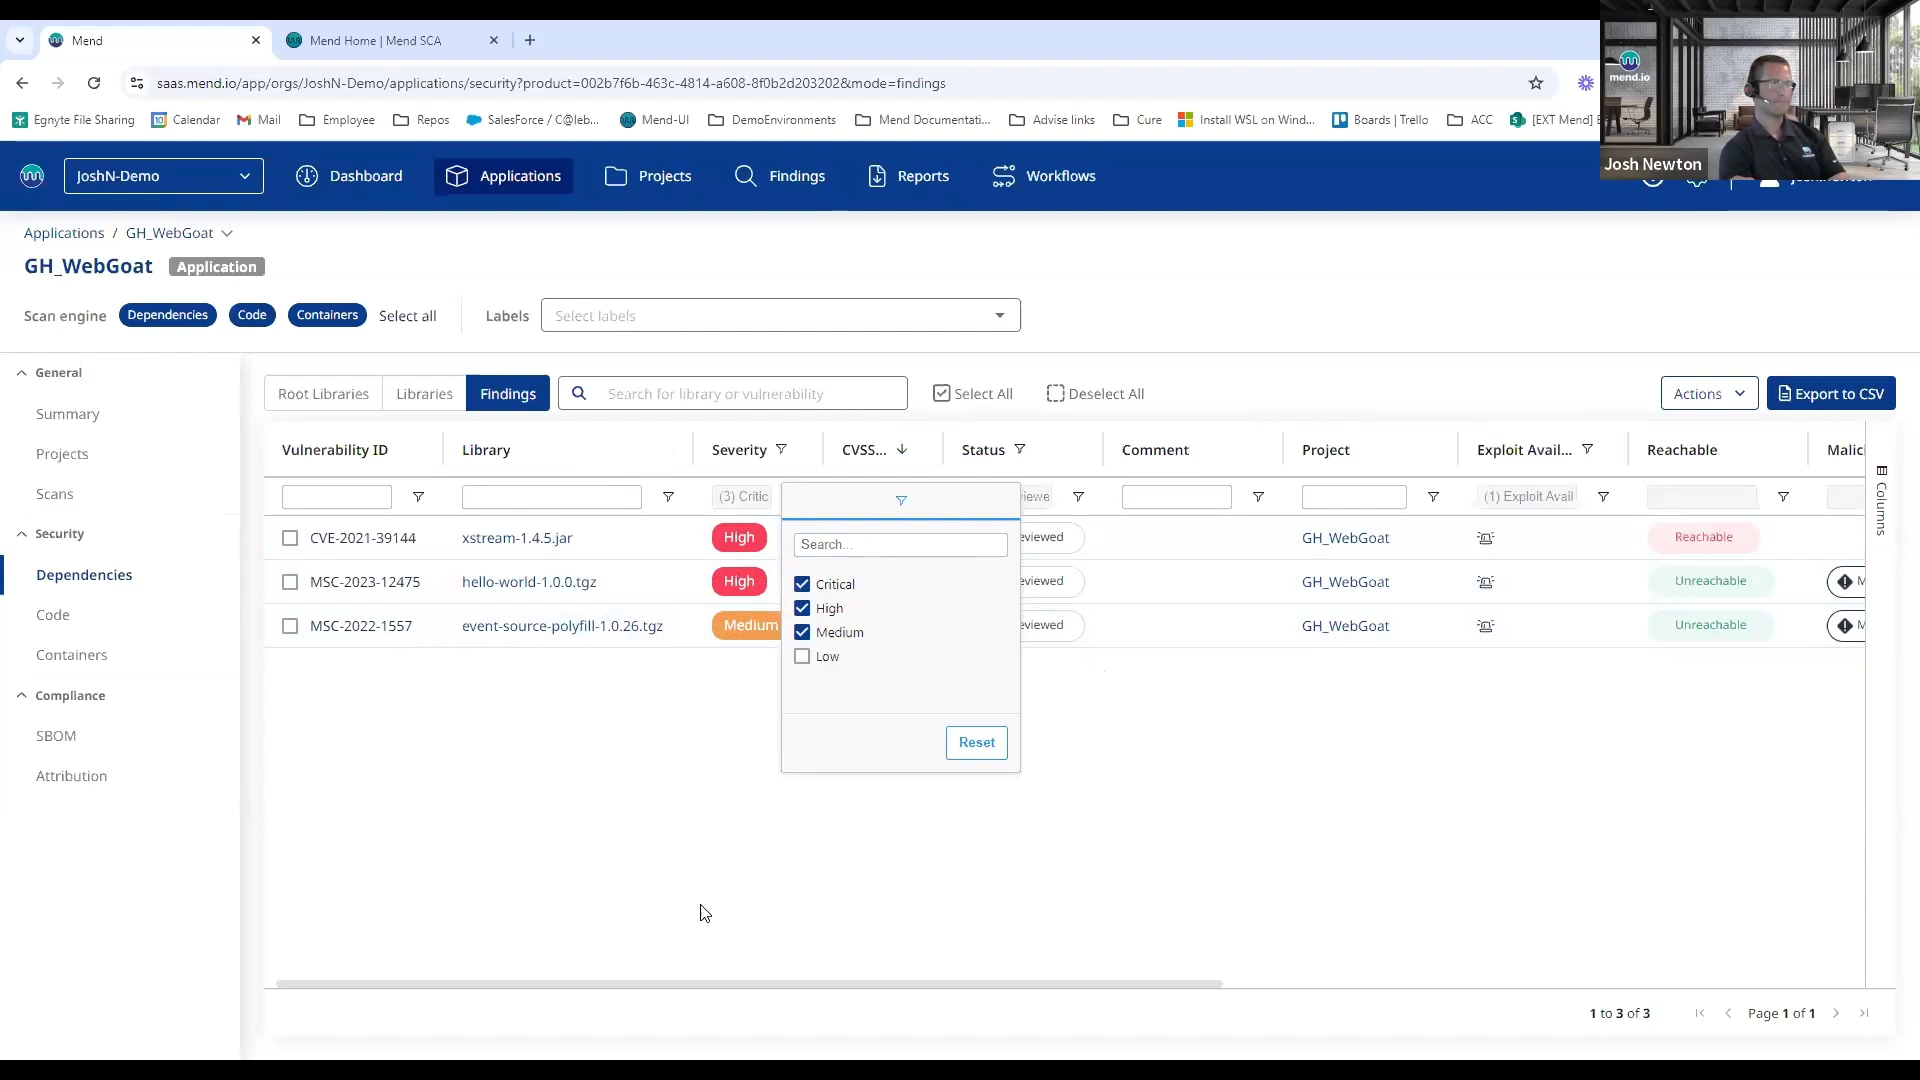 Mend
Mend Home | Mend SCA
saas.mend.io/app/orgs/JoshN-Demo/applications/security?product=002b7f6b-463c-4814-a608-8f0b2d203202&mode=findings
mend.io
Egnyte File Sharing
Calendar
Mail
Employee
Repos
SalesForce / C@leb...
Mend-UI
DemoEnvironments
Mend Documentati...
Advise links
Cure
Install WSL on Wind...
Boards | Trello
ACC
[EXT Mend]
Josh Newton
JoshN-Demo
Dashboard
Applications
Projects
Findings
Reports
Workflows
Applications / GH_WebGoat
GH_WebGoat Application
Scan engine Dependencies Code Containers Select all Labels Select labels
General
Summary
Projects
Scans
Security
Dependencies
Code
Containers
Compliance
SBOM
Attribution
Root Libraries Libraries Findings Search for library or vulnerability Select All Deselect All Actions Export to CSV
Vulnerability ID Library Severity CVSS... Status Comment Project Exploit Avail... Reachable Malici
(3) Critic iewe (1) Exploit Avail
CVE-2021-39144 xstream-1.4.5.jar High eviewed GH_WebGoat Reachable
MSC-2023-12475 hello-world-1.0.0.tgz High eviewed GH_WebGoat Unreachable M
MSC-2022-1557 event-source-polyfill-1.0.26.tgz Medium eviewed GH_WebGoat Unreachable M
Columns
Search...
Critical
High
Medium
Low
Reset
1 to 3 of 3 Page 1 of 1